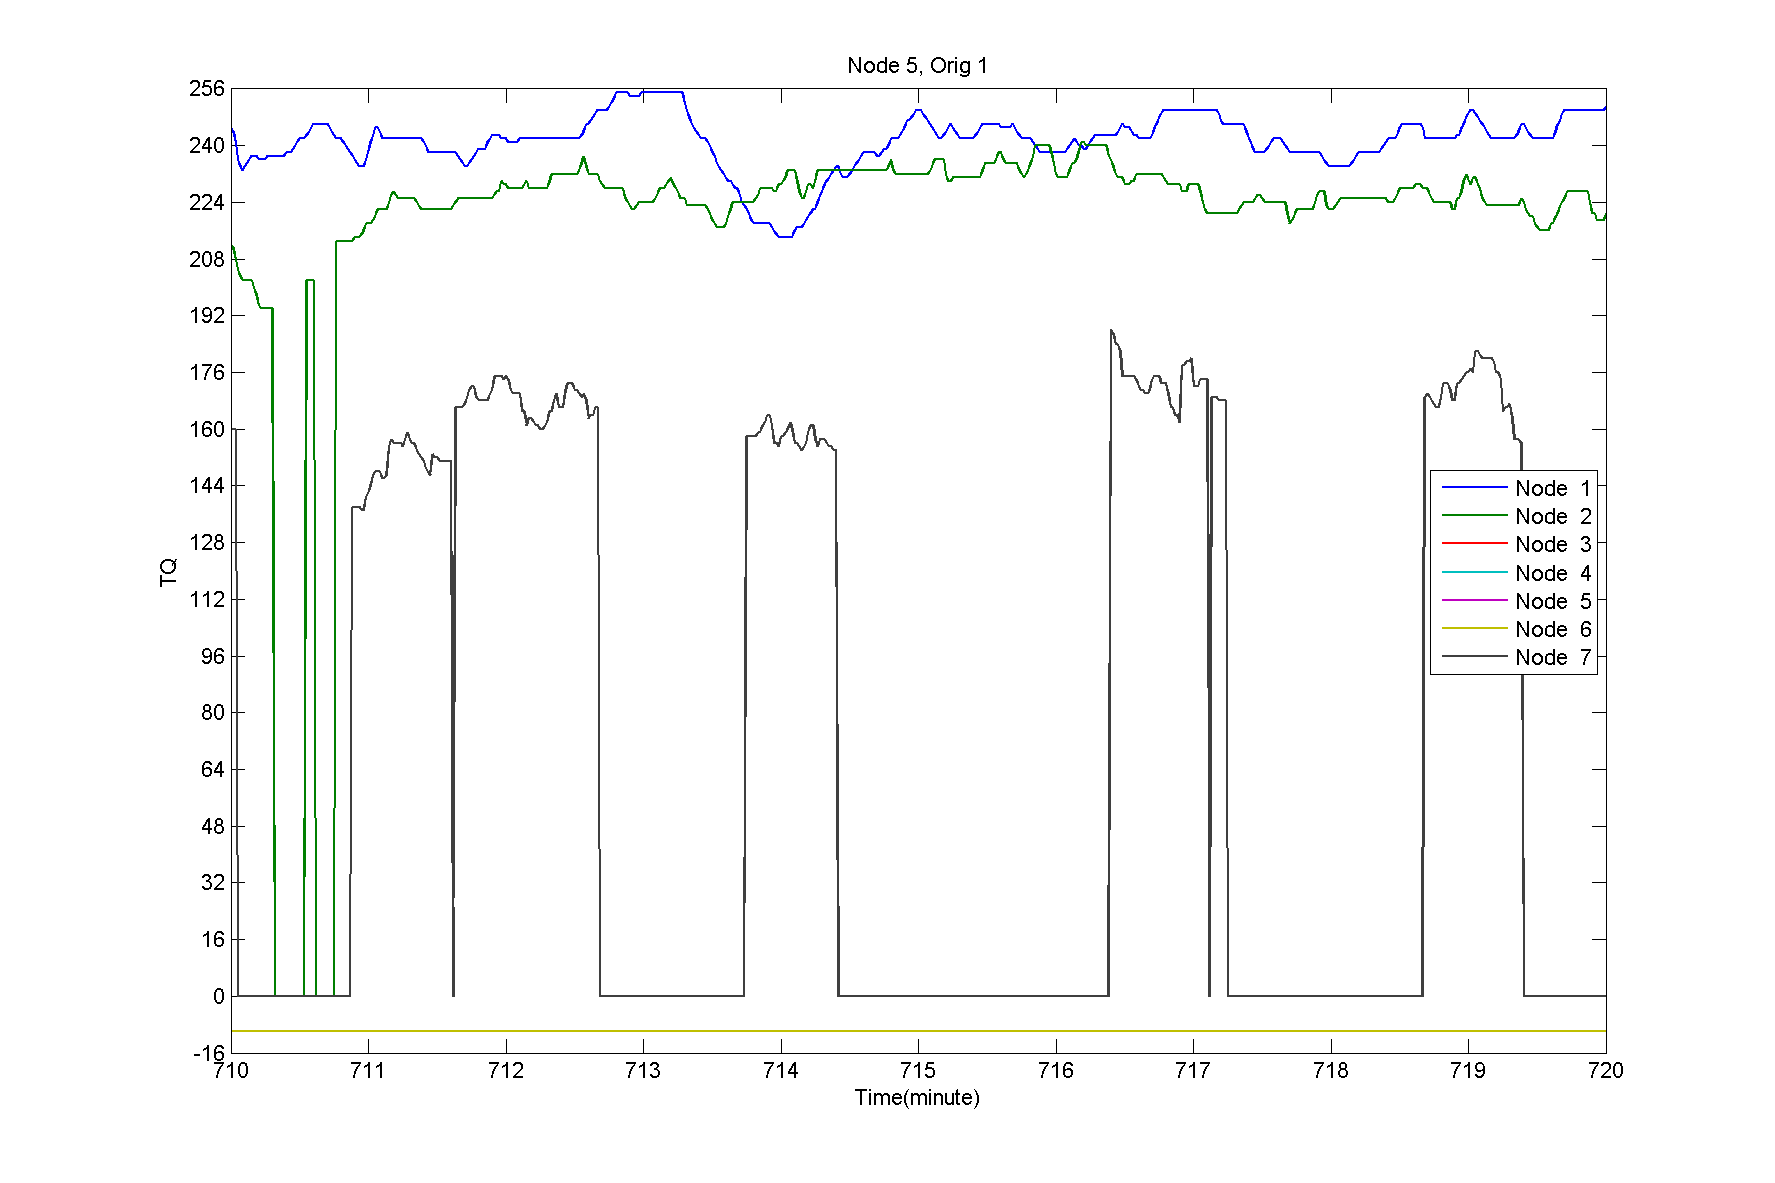 Node 5, Orig 1
256
240
224
208
192
176
160
144
128
112
96
80
64
48
32
16
0
-16
TQ
Node 1
Node 2
Node 3
Node 4
Node 5
Node 6
Node 7
710 711 712 713 714 715 716 717 718 719 720
Time(minute)